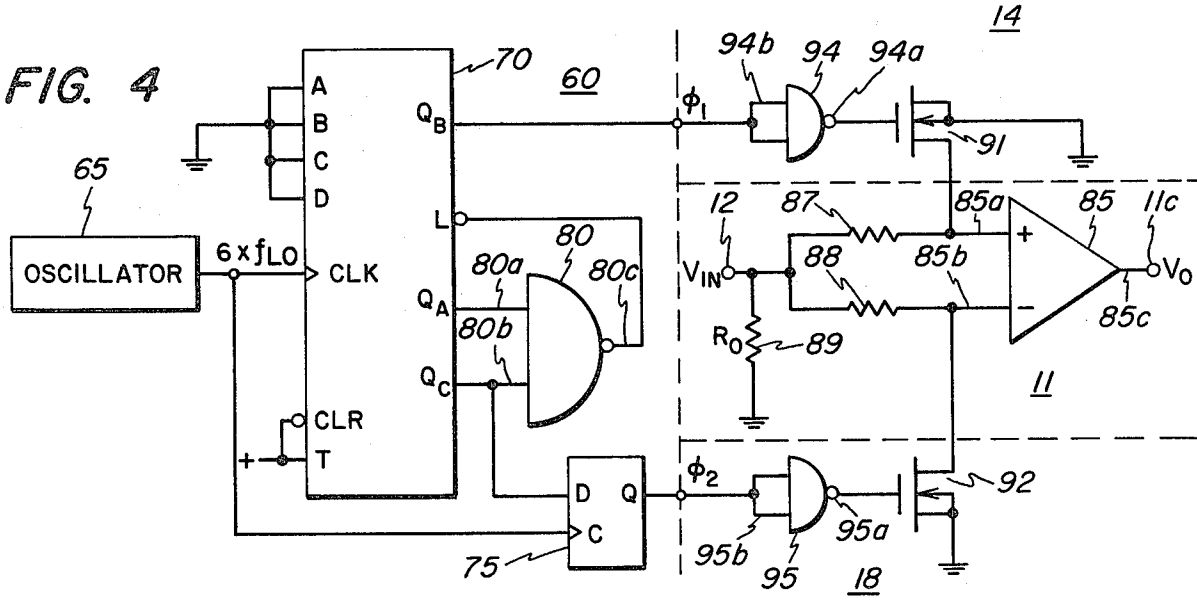 FIG. 4
14
70
60
94b
94
94a
A
B
C
D
Q_B
ϕ_1
91
65
L
12
87
85a
85
11c
OSCILLATOR
6 × f_LO
CLK
80a
80
80c
V_IN
88
85b
+
−
V_O
85c
Q_A
80b
R_O
89
11
Q_C
CLR
+
T
D
Q
ϕ_2
92
C
75
95b
95
95a
18